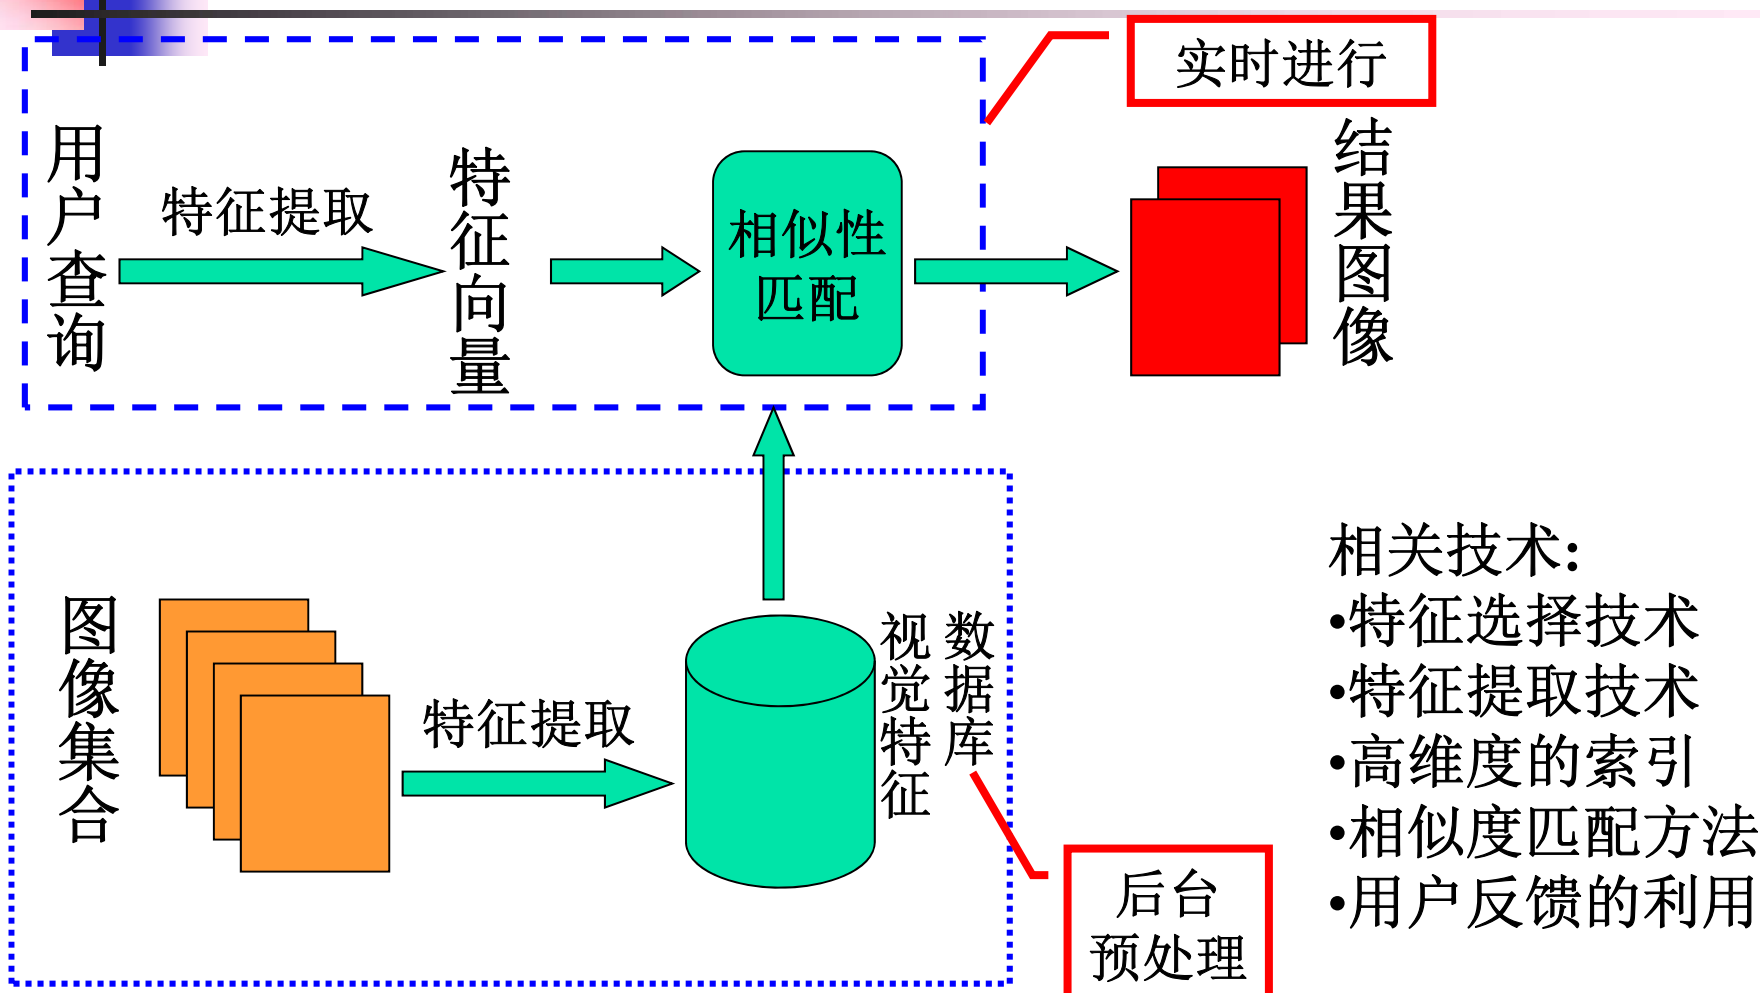 实时进行
用户查询
特征提取
特征向量
相似性
匹配
结果图像
图像集合
特征提取
视觉特征
数据库
后台
预处理
相关技术:
•特征选择技术
•特征提取技术
•高维度的索引
•相似度匹配方法
•用户反馈的利用